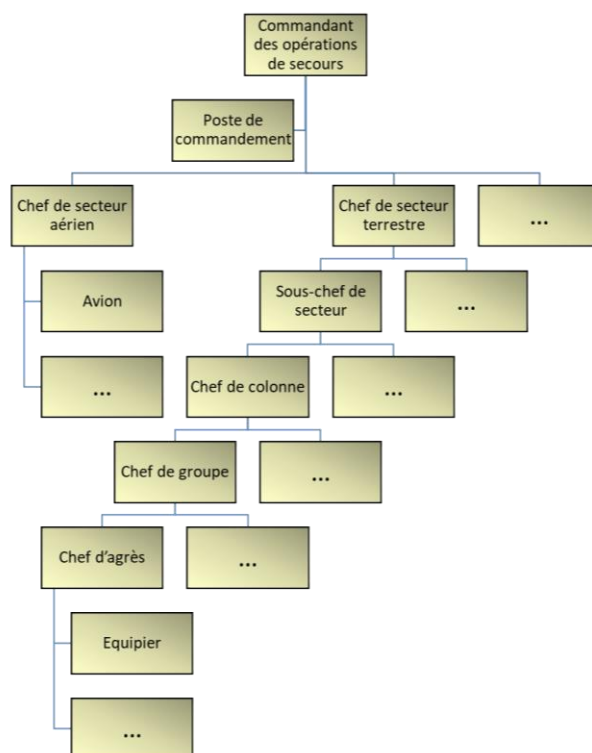 Commandant
des opérations
de secours
Poste de
commandement
Chef de secteur
aérien
Chef de secteur
terrestre
...
Avion
Sous-chef de
secteur
...
...
Chef de colonne
...
Chef de groupe
...
Chef d’agrès
...
Equipier
...